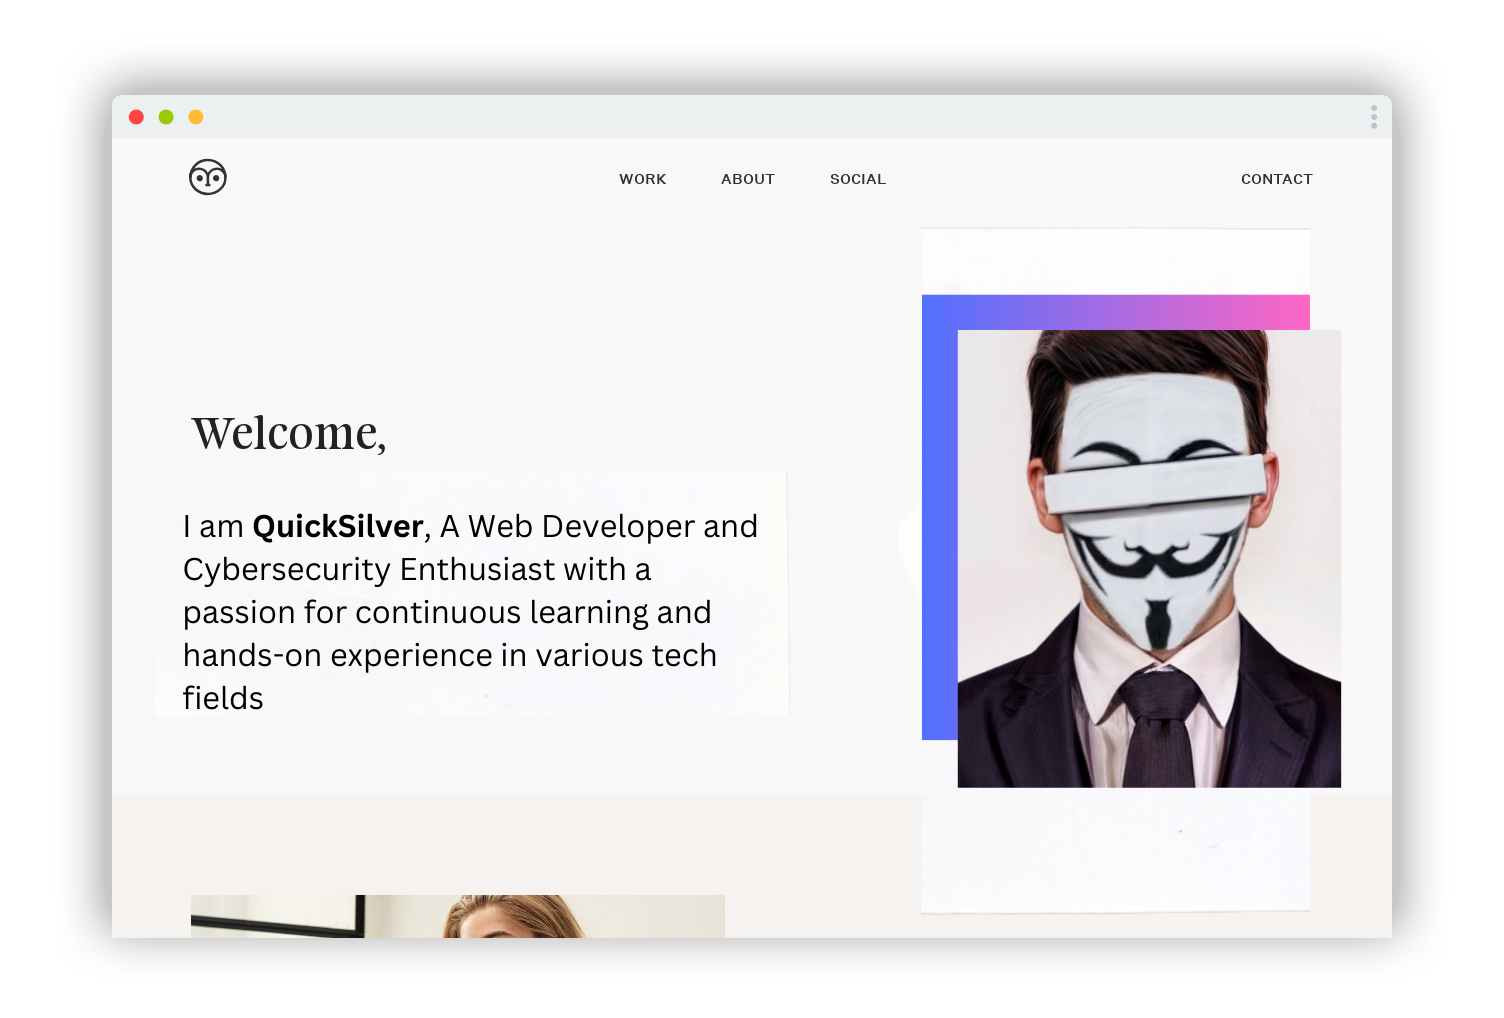 WORK ABOUT SOCIAL CONTACT
Welcome,
I am QuickSilver, A Web Developer and
Cybersecurity Enthusiast with a
passion for continuous learning and
hands-on experience in various tech
fields